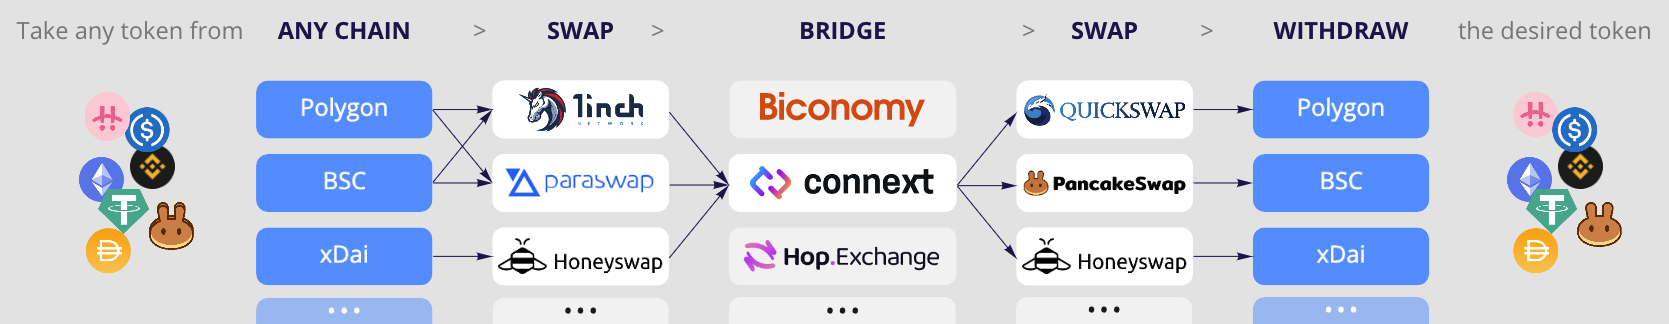 Take any token from ANY CHAIN > SWAP > BRIDGE > SWAP > WITHDRAW the desired token
Polygon 1inch NETWORK Biconomy QUICKSWAP Polygon
BSC paraswap connext PancakeSwap BSC
xDai Honeyswap Hop.Exchange Honeyswap xDai
... ... ... ... ...